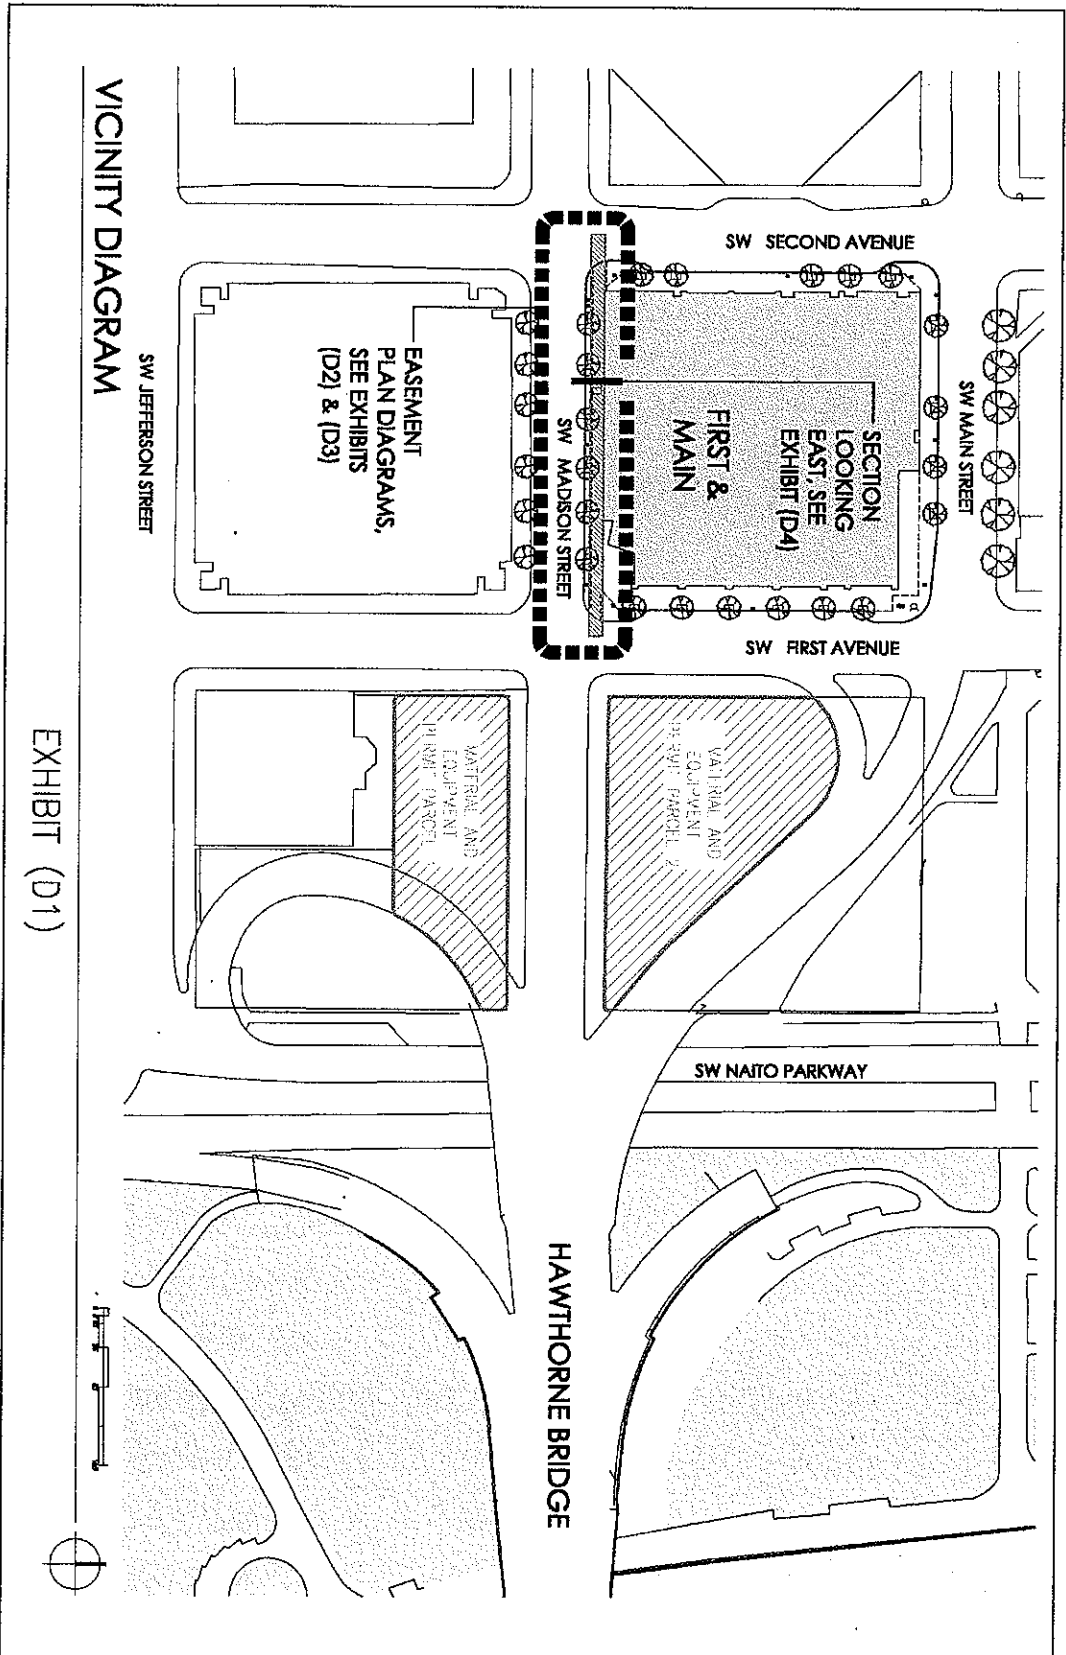 SW SECOND AVENUE
SW MAIN STREET
SECTION
LOOKING
EAST, SEE
EXHIBIT (D4)
FIRST &
MAIN
SW MADISON STREET
EASEMENT
PLAN DIAGRAMS,
SEE EXHIBITS
(D2) & (D3)
SW JEFFERSON STREET
SW FIRST AVENUE
MATERIAL AND
EQUIPMENT
PARCEL 2
MATERIAL AND
EQUIPMENT
PARCEL
SW NAITO PARKWAY
HAWTHORNE BRIDGE
VICINITY DIAGRAM
EXHIBIT (D1)